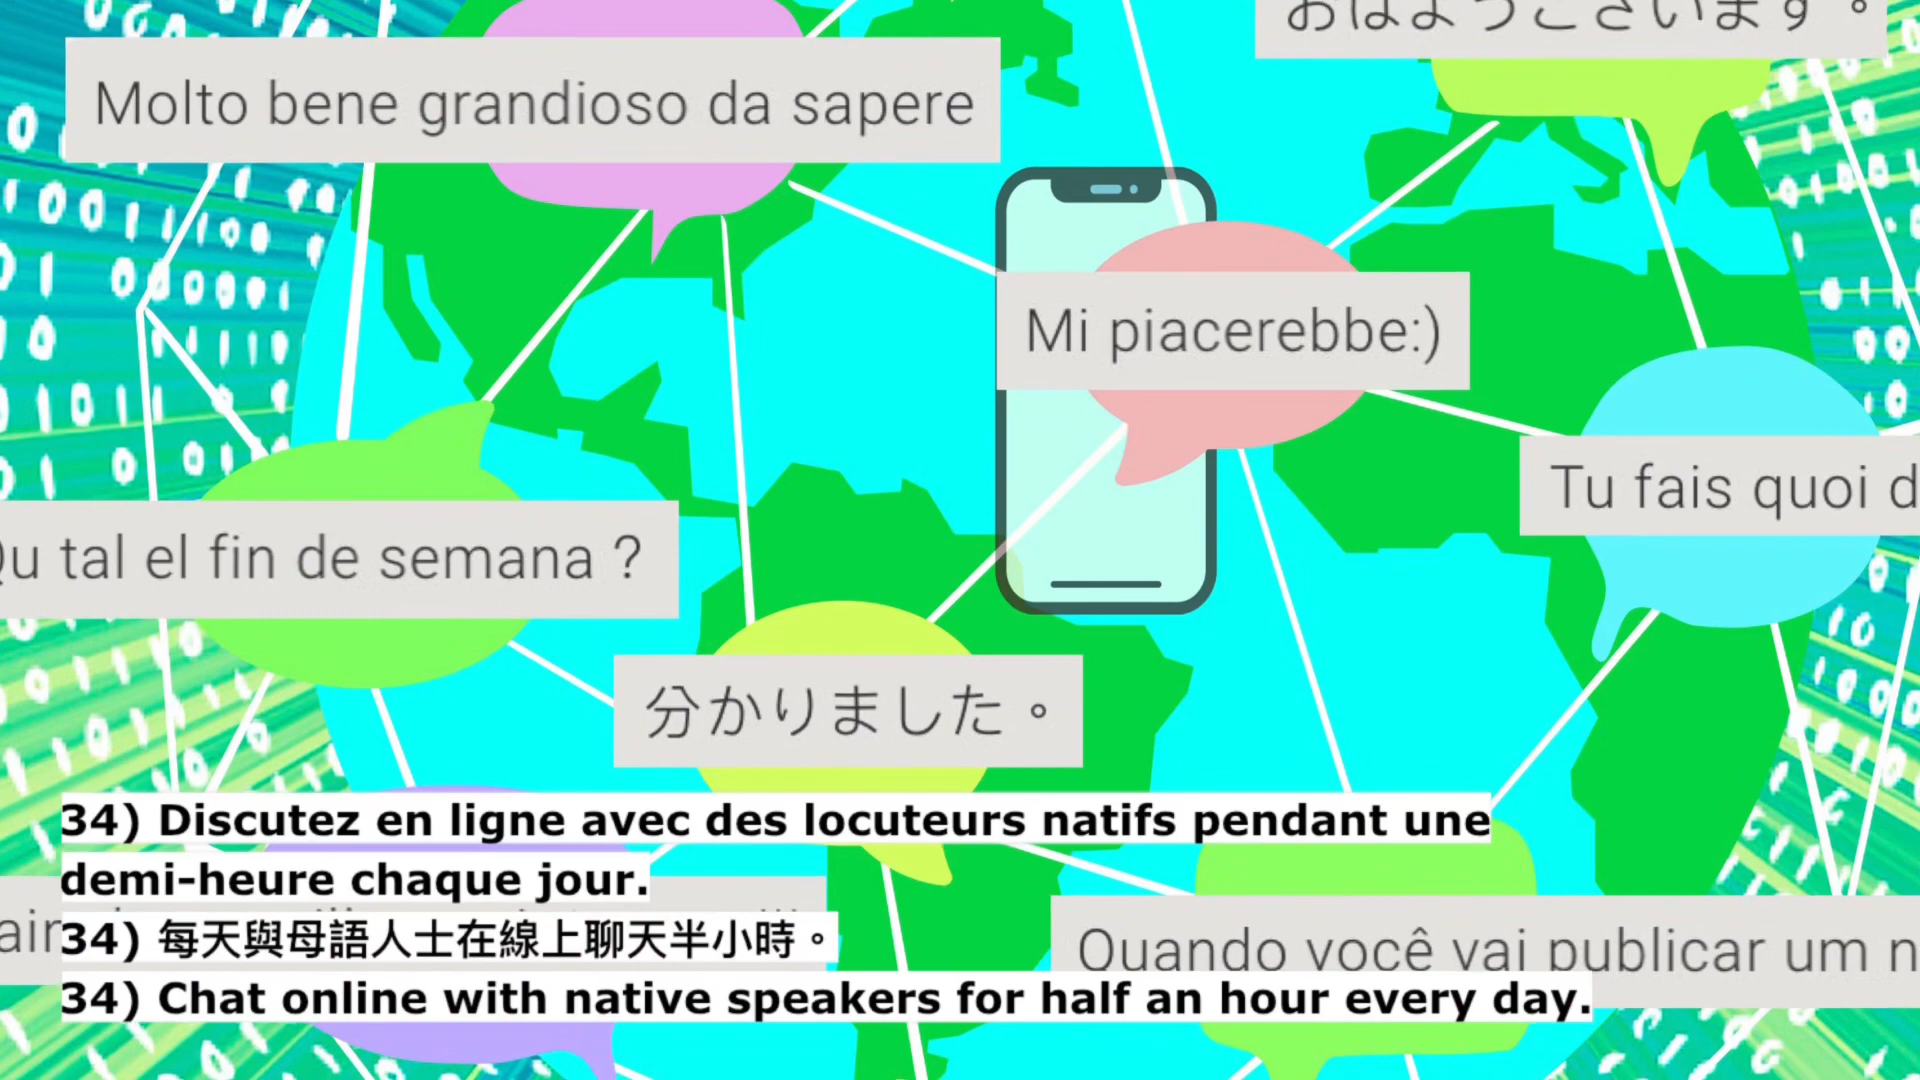 おはようございます。
Molto bene grandioso da sapere
Mi piacerebbe:)
Tu fais quoi
Qu tal el fin de semana ?
分かりました。
34) Discutez en ligne avec des locuteurs natifs pendant une
demi-heure chaque jour.
34) 每天與母語人士在線上聊天半小時。
Quando você vai publicar um
34) Chat online with native speakers for half an hour every day.